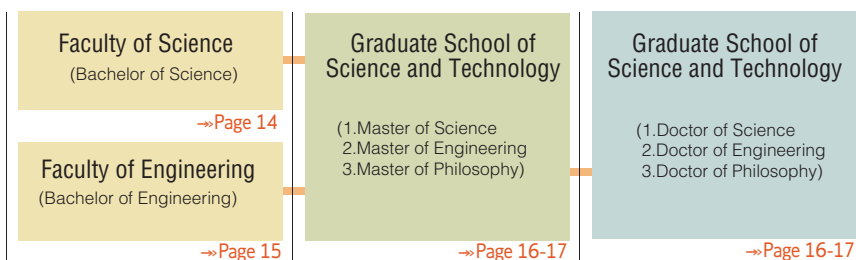 Faculty of Science
(Bachelor of Science)
→Page 14
Faculty of Engineering
(Bachelor of Engineering)
→Page 15
Graduate School of
Science and Technology
(1.Master of Science
2.Master of Engineering
3.Master of Philosophy)
→Page 16-17
Graduate School of
Science and Technology
(1.Doctor of Science
2.Doctor of Engineering
3.Doctor of Philosophy)
→Page 16-17